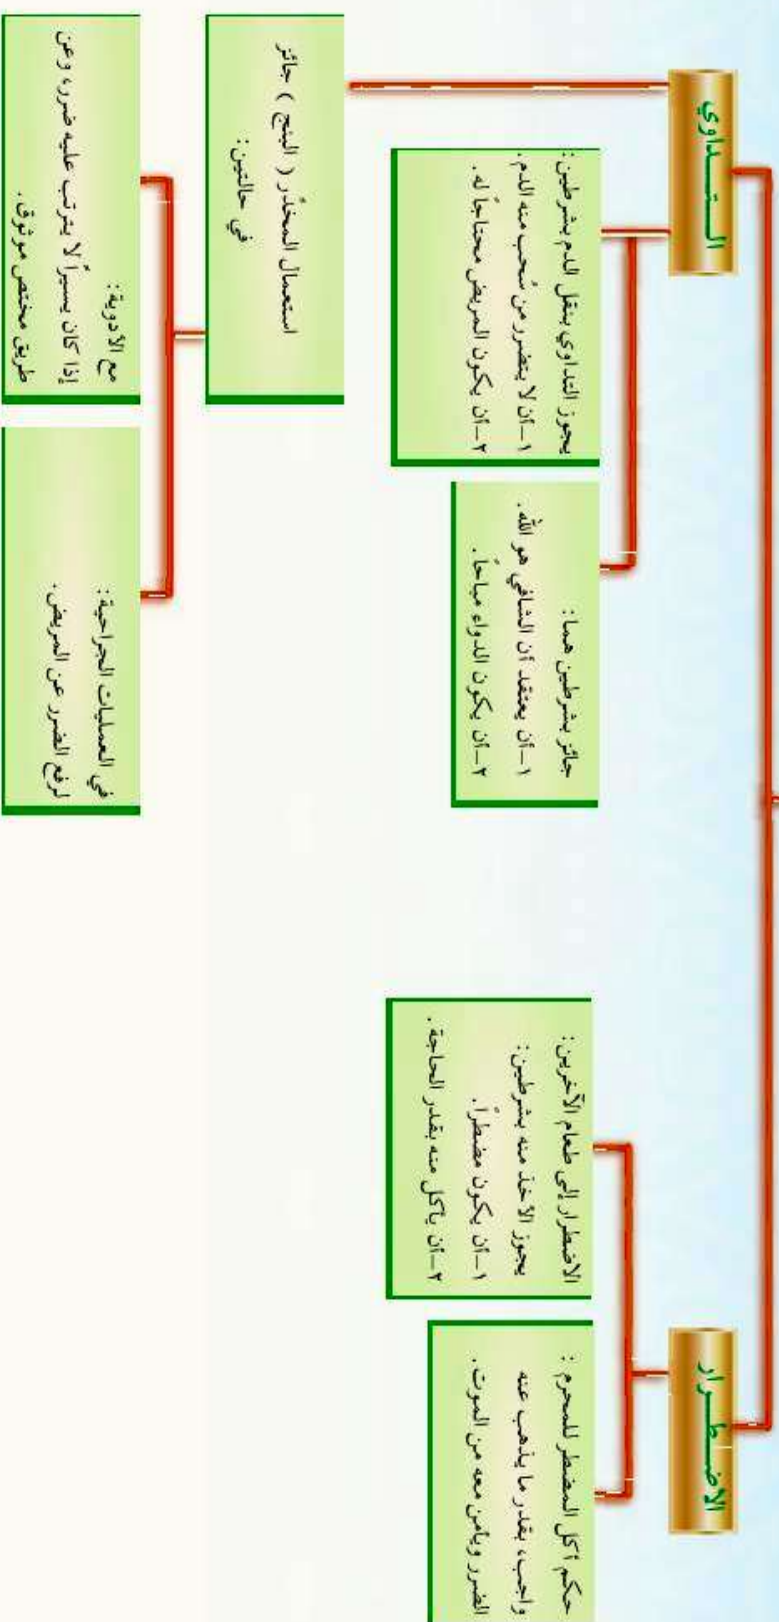 الاضطرار
حكم أكل المضطر للمحرم :
واجب، بقدر ما يذهب عنه
الضرر ويأمن معه من الموت.
الاضطرار إلى طعام الآخرين:
يجوز الأخذ منه بشرطين:
١-أن يكون مضطراً.
٢-أن يأكل منه بقدر الحاجة.
التداوي
جائز بشرطين هما:
١-أن يعتقد أن الشافي هو الله.
٢-أن يكون الدواء مباحاً.
يجوز التداوي بنقل الدم بشرطين:
١-أن لا يتضرر من سُحب منه الدم.
٢-أن يكون المريض محتاجاً له.
استعمال المخدّر ( البنج ) جائز
في حالتين:
في العمليات الجراحية:
لرفع الضرر عن المريض.
مع الأدوية:
إذا كان يسيراً لا يترتب عليه ضرر، وعن
طريق مختص موثوق.